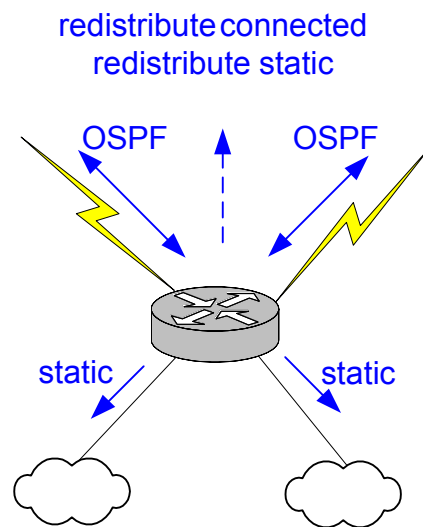 redistribute connected
redistribute static
OSPF OSPF
static static